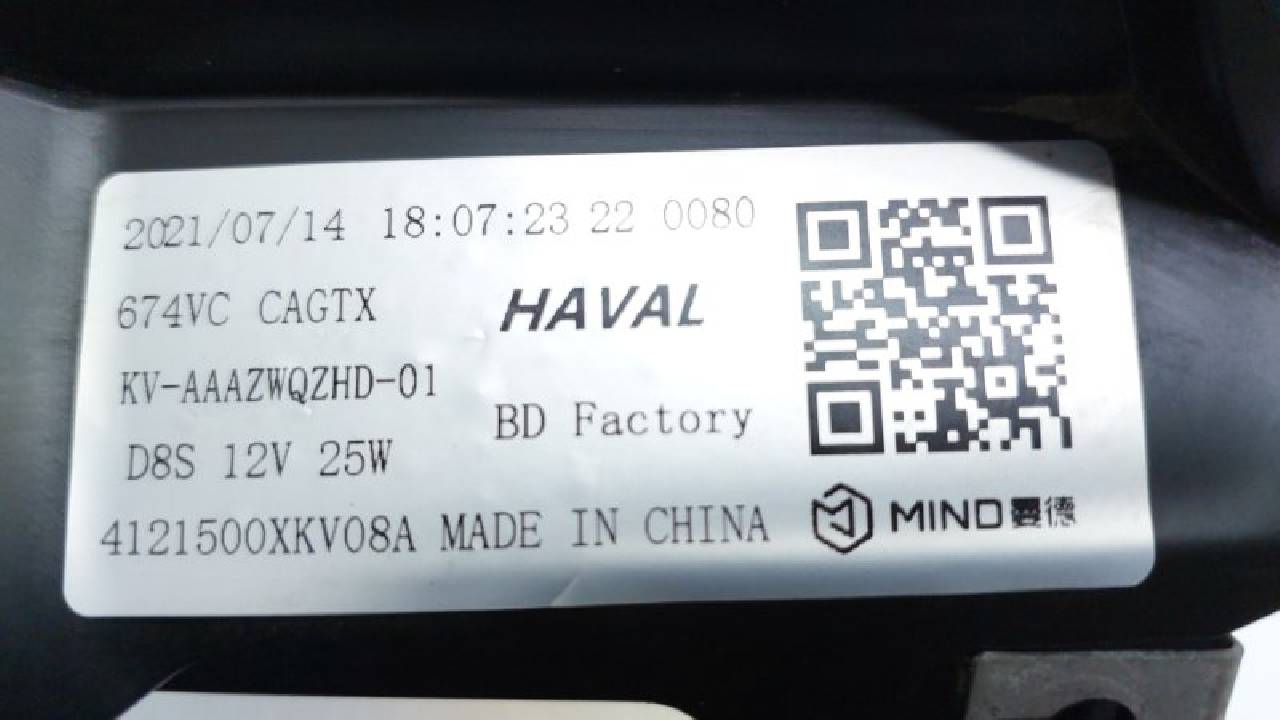 2021/07/14 18:07:23 22 0080
674VC CAGTX
HAVAL
KV-AAAZWQZHD-01
BD Factory
D8S 12V 25W
4121500XKV08A MADE IN CHINA
MIND曼德